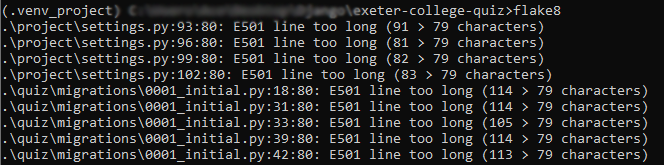 (.venv_project) exeter-college-quiz>flake8
.\project\settings.py:93:80: E501 line too long (91 > 79 characters)
.\project\settings.py:96:80: E501 line too long (81 > 79 characters)
.\project\settings.py:99:80: E501 line too long (82 > 79 characters)
.\project\settings.py:102:80: E501 line too long (83 > 79 characters)
.\quiz\migrations\0001_initial.py:18:80: E501 line too long (114 > 79 characters)
.\quiz\migrations\0001_initial.py:31:80: E501 line too long (114 > 79 characters)
.\quiz\migrations\0001_initial.py:33:80: E501 line too long (105 > 79 characters)
.\quiz\migrations\0001_initial.py:39:80: E501 line too long (114 > 79 characters)
.\quiz\migrations\0001_initial.py:42:80: E501 line too long (113 > 79 characters)